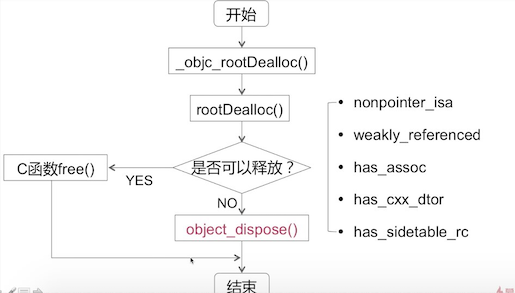 开始
_objc_rootDealloc()
rootDealloc()
是否可以释放？
YES
C函数free()
NO
object_dispose()
结束
• nonpointer_isa
• weakly_referenced
• has_assoc
• has_cxx_dtor
• has_sidetable_rc